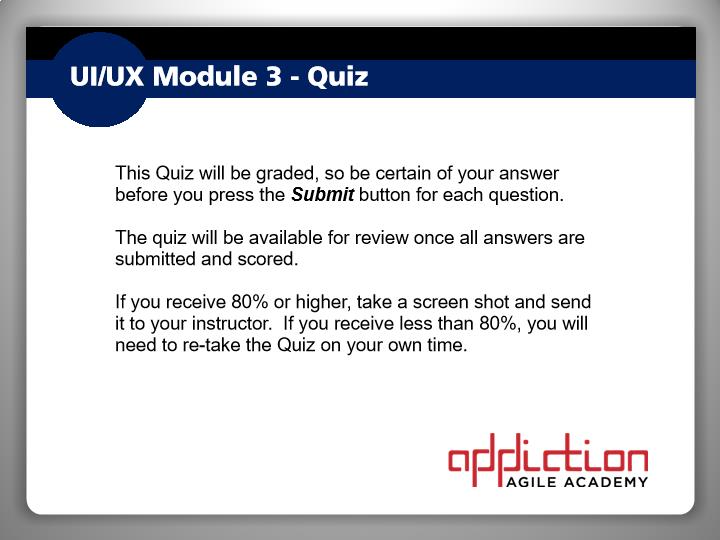 UI/UX Module 3 - Quiz
This Quiz will be graded, so be certain of your answer
before you press the Submit button for each question.
The quiz will be available for review once all answers are
submitted and scored.
If you receive 80% or higher, take a screen shot and send
it to your instructor.  If you receive less than 80%, you will
need to re-take the Quiz on your own time.
appiction
AGILE ACADEMY